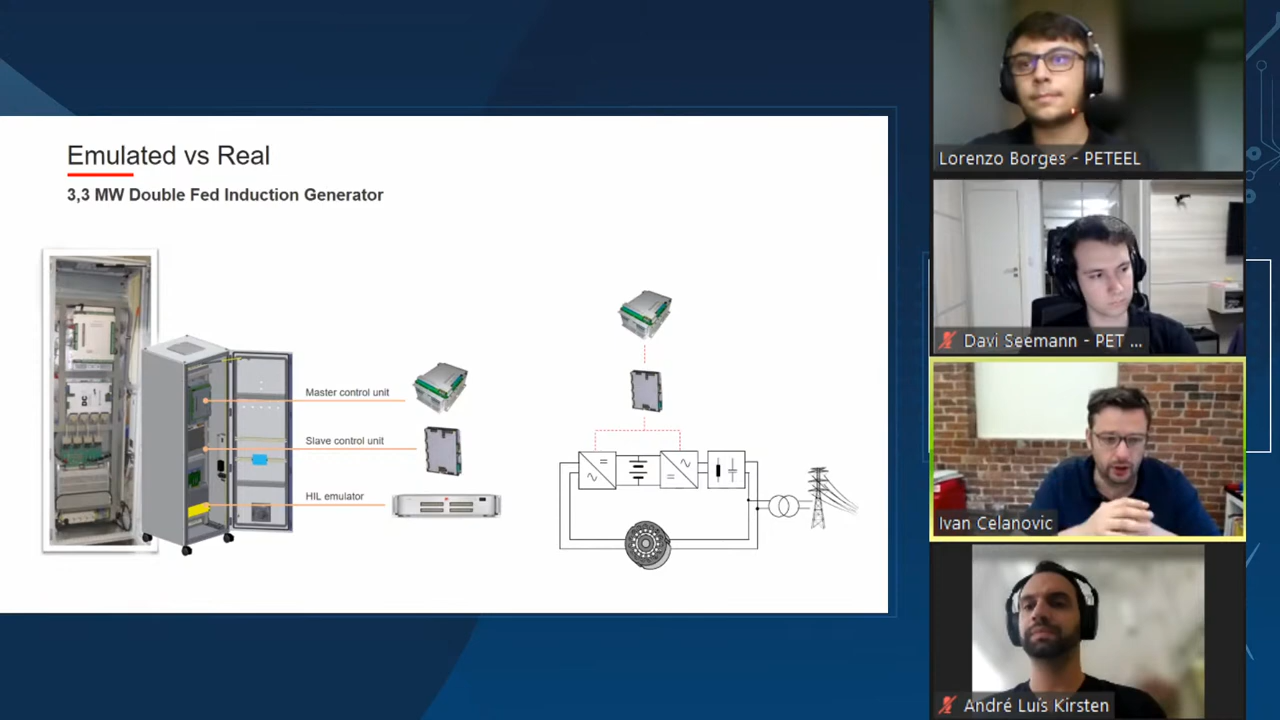 Emulated vs Real
3,3 MW Double Fed Induction Generator
Master control unit
Slave control unit
HIL emulator
Lorenzo Borges - PETEEL
Davi Seemann - PET ...
Ivan Celanovic
André Luís Kirsten